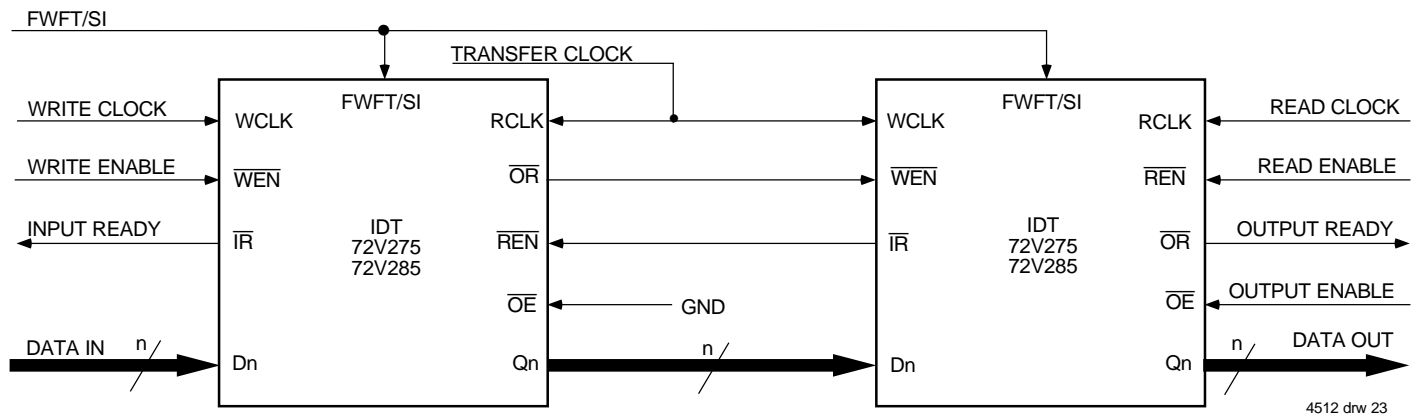 FWFT/SI
TRANSFER CLOCK
FWFT/SI
FWFT/SI
WRITE CLOCK
WCLK
RCLK
WCLK
RCLK
READ CLOCK
WRITE ENABLE
WEN
OR
WEN
REN
READ ENABLE
INPUT READY
IR
IDT
72V275
72V285
REN
IR
IDT
72V275
72V285
OR
OUTPUT READY
OE
GND
OE
OUTPUT ENABLE
DATA IN
n
Dn
Qn
n
Dn
Qn
n
DATA OUT
4512 drw 23